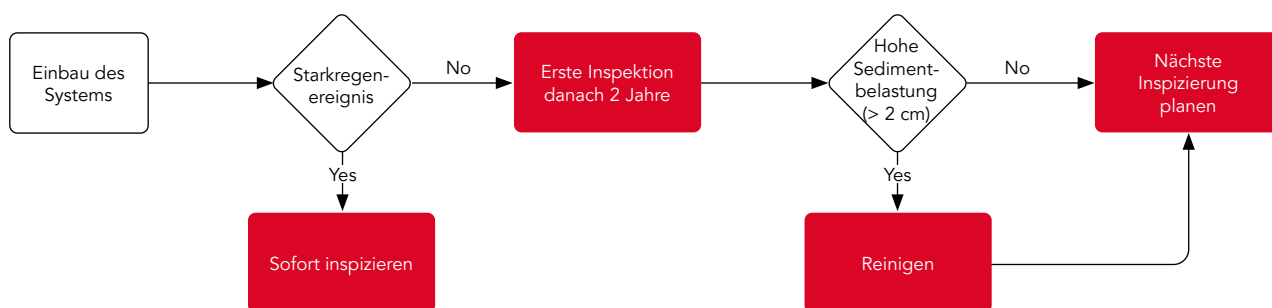 Einbau des
Systems
Starkregen-
ereignis
No
Yes
Sofort inspizieren
Erste Inspektion
danach 2 Jahre
Hohe
Sediment-
belastung
(> 2 cm)
No
Yes
Reinigen
Nächste
Inspizierung
planen